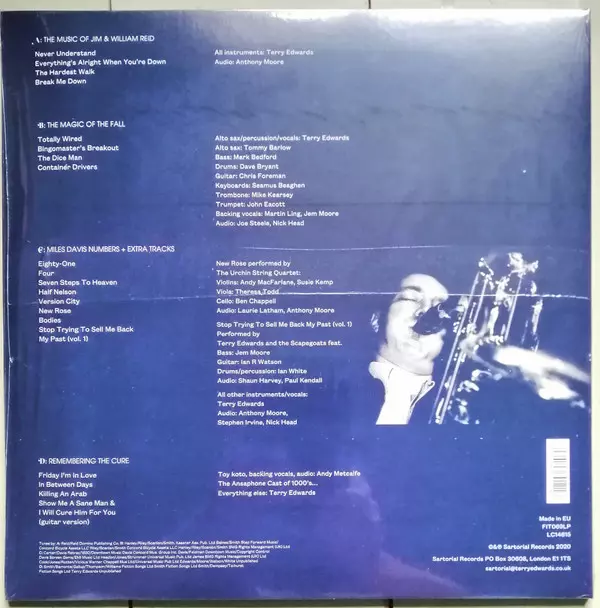 A: THE MUSIC OF JIM & WILLIAM REID
Never Understand
Everything's Alright When You're Down
The Hardest Walk
Break Me Down
All instruments: Terry Edwards
Audio: Anthony Moore
B: THE MAGIC OF THE FALL
Totally Wired
Bingomaster's Breakout
The Dice Man
Container Drivers
Alto sax/percussion/vocals: Terry Edwards
Alto sax: Tommy Barlow
Bass: Mark Bedford
Drums: Dave Bryant
Guitar: Chris Foreman
Keyboards: Seamus Beaghen
Trombone: Mike Kearsey
Trumpet: John Eacott
Backing vocals: Martin Ling, Jem Moore
Audio: Joe Steele, Nick Head
C: MILES DAVIS NUMBERS + EXTRA TRACKS
Eighty-One
Four
Seven Steps To Heaven
Half Nelson
Version City
New Rose
Bodies
Stop Trying To Sell Me Back
My Past (vol. 1)
New Rose performed by
The Urchin String Quartet:
Violins: Andy MacFarlane, Susie Kemp
Viola: Theresa Todd
Cello: Ben Chappell
Audio: Laurie Latham, Anthony Moore
Stop Trying To Sell Me Back My Past (vol. 1)
Performed by
Terry Edwards and the Scapegoats feat.
Bass: Jem Moore
Guitar: Ian R Watson
Drums/percussion: Ian White
Audio: Shaun Harvey, Paul Kendall
All other instruments/vocals:
Terry Edwards
Audio: Anthony Moore,
Stephen Irvine, Nick Head
D: REMEMBERING THE CURE
Friday I'm In Love
In Between Days
Killing An Arab
Show Me A Sane Man &
I Will Cure Him For You
(guitar version)
Toy koto, backing vocals, audio: Andy Metcalfe
The Ansaphone Cast of 1000's...
Everything else: Terry Edwards
Made in EU
FIT060LP
LC14615
℗&© Sartorial Records 2020
Sartorial Records PO Box 30608, London E1 1TS
sartorial@terryedwards.co.uk